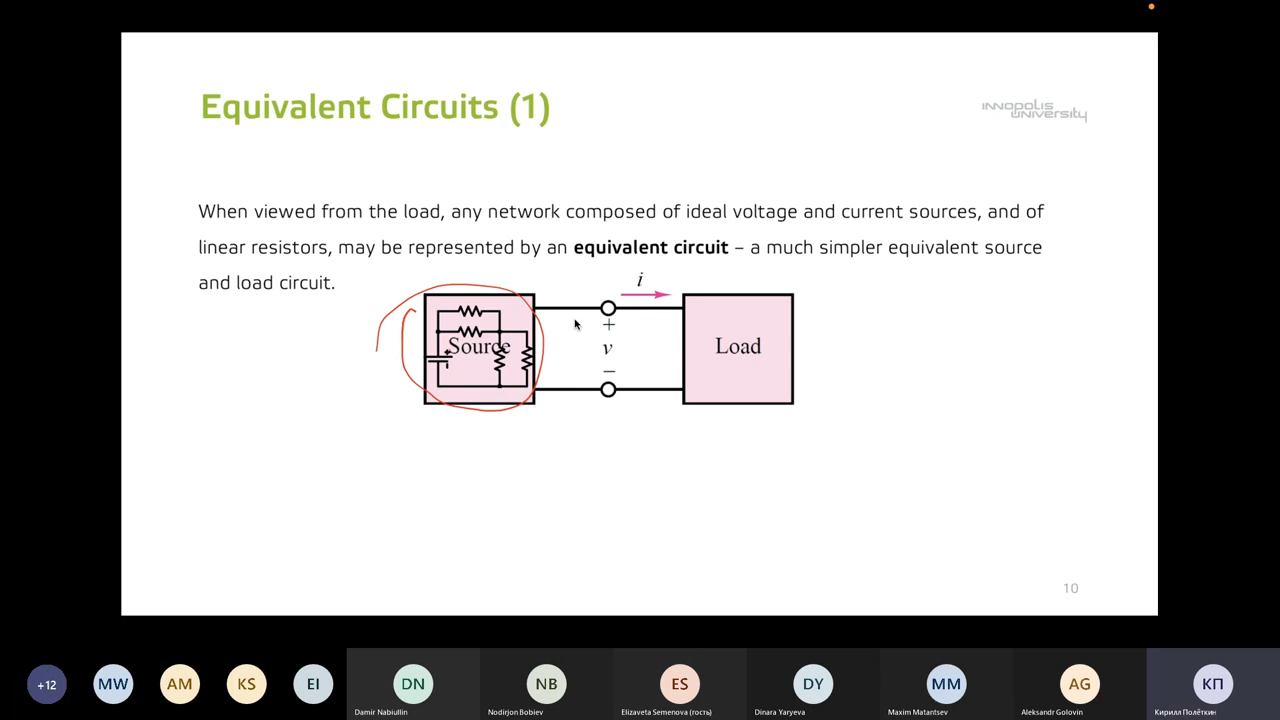 Equivalent Circuits (1)
INNOPOLIS
UNIVERSITY
When viewed from the load, any network composed of ideal voltage and current sources, and of
linear resistors, may be represented by an equivalent circuit – a much simpler equivalent source
and load circuit.
i
+
Source
v
Load
−
10
+12
MW
AM
KS
EI
DN
NB
ES
DY
MM
AG
КП
Damir Nabiullin
Nodirjon Bobiev
Elizaveta Semenova (гость)
Dinara Yaryeva
Maxim Matantsev
Aleksandr Golovin
Кирилл Полёткин